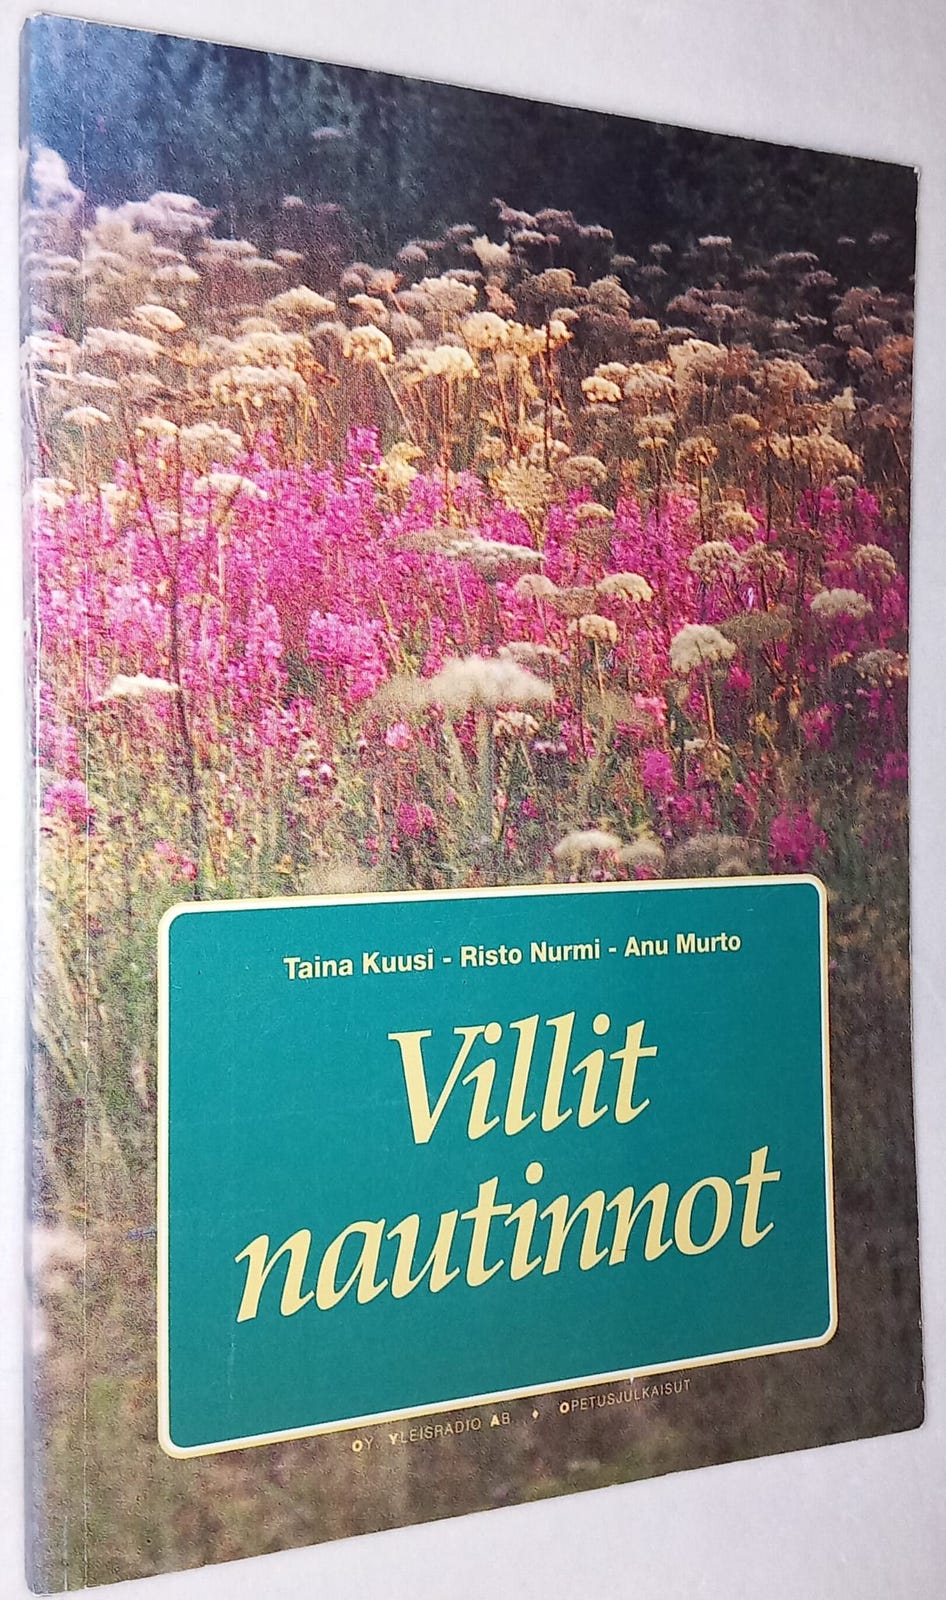 Taina Kuusi - Risto Nurmi - Anu Murto
Villit
nautinnot
OY. YLEISRADIO AB ♦ OPETUSJULKAISUT